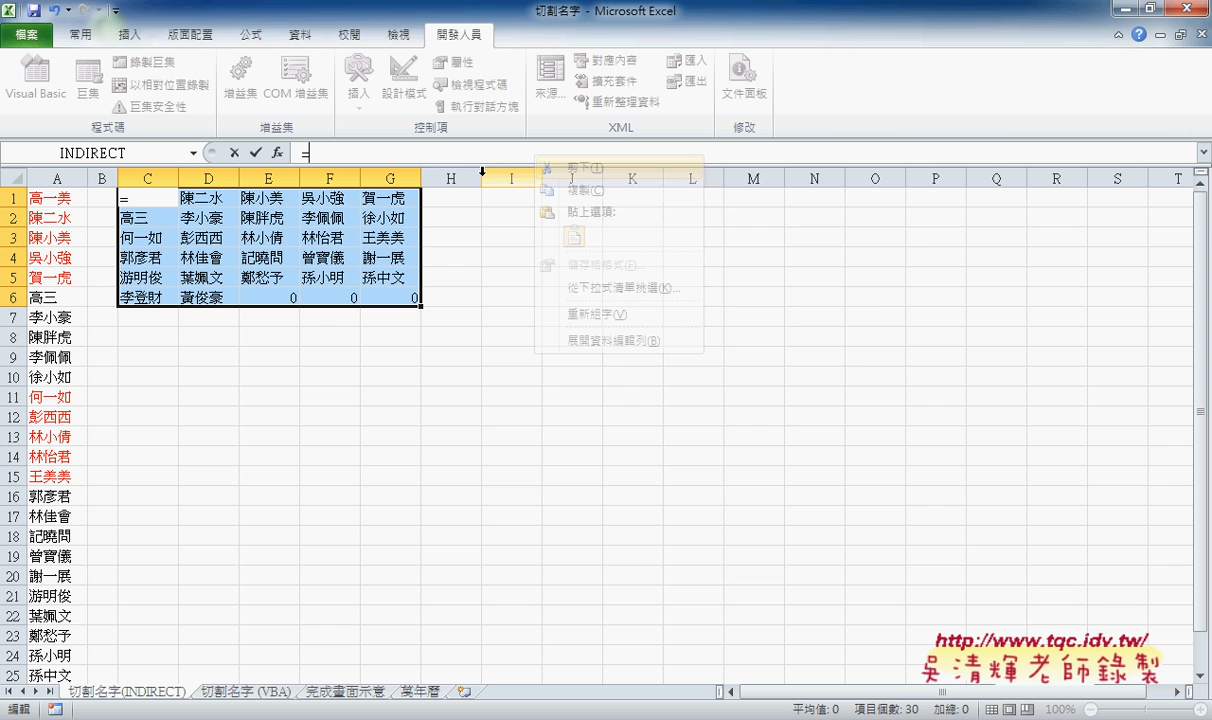 切割名字 - Microsoft Excel
檔案 常用 插入 版面配置 公式 資料 校閱 檢視 開發人員
Visual Basic 巨集 錄製巨集 以相對位置錄製 巨集安全性 程式碼
增益集 COM 增益集 增益集
插入 設計模式 屬性 檢視程式碼 執行對話方塊 控制項
來源... 對應內容 擴充套件 重新整理資料 匯入 匯出 XML
文件面板 修改
INDIRECT =
剪下(T)
複製(C)
貼上選項:
儲存格格式(F)...
從下拉式清單挑選(K)...
重新組字(V)
展開資料編輯列(B)
A B C D E F G H I J K L M N O P Q R S T
1 高一美 = 陳二水 陳小美 吳小強 賀一虎
2 陳二水 高三 李小豪 陳胖虎 李佩佩 徐小如
3 陳小美 何一如 彭西西 林小倩 林怡君 王美美
4 吳小強 郭彥君 林佳會 記曉問 曾寶儀 謝一展
5 賀一虎 游明俊 葉姵文 鄭愁予 孫小明 孫中文
6 高三 李登財 黃俊豪 0 0 0
7 李小豪
8 陳胖虎
9 李佩佩
10 徐小如
11 何一如
12 彭西西
13 林小倩
14 林怡君
15 王美美
16 郭彥君
17 林佳會
18 記曉問
19 曾寶儀
20 謝一展
21 游明俊
22 葉姵文
23 鄭愁予
24 孫小明
25 孫中文
http://www.tqc.idv.tw/
吳清輝老師錄製
切割名字(INDIRECT) 切割名字 (VBA) 完成畫面示意 萬年曆
編輯 平均值: 0 項目個數: 30 加總: 0 100%